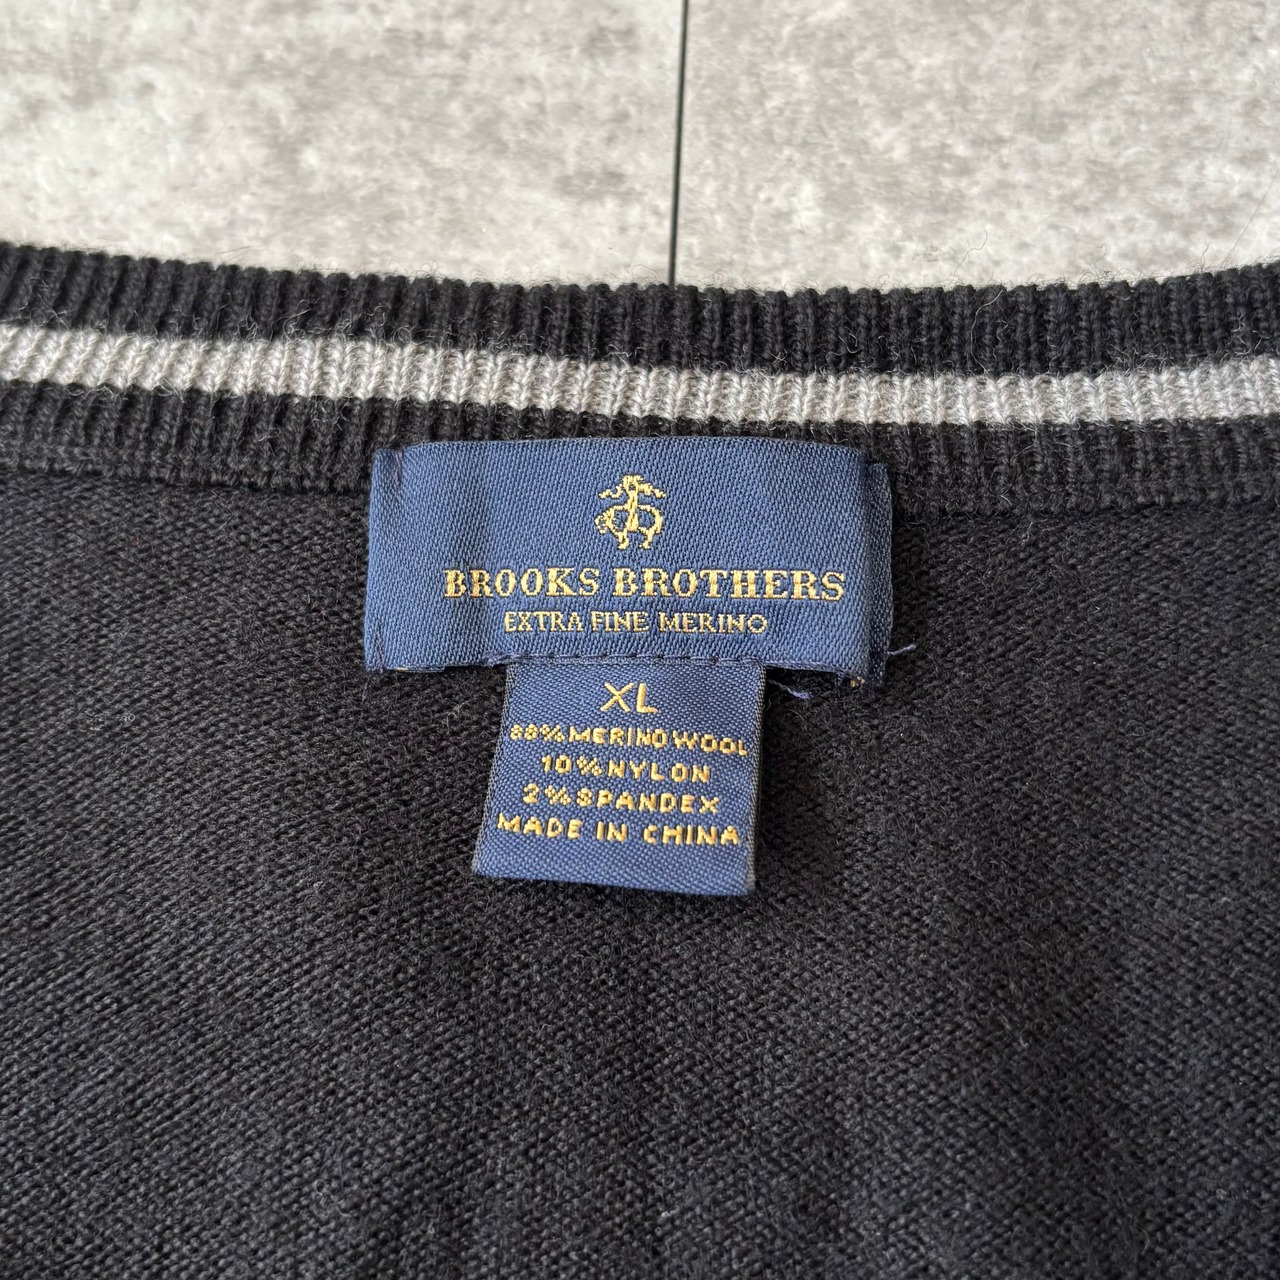 BROOKS BROTHERS
EXTRA FINE MERINO
XL
88% MERINO WOOL
10% NYLON
2% SPANDEX
MADE IN CHINA